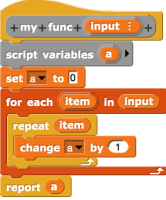 + my + func + input ⋮ +
script variables a
set a to 0
for each item in input
repeat item
change a by 1
report a